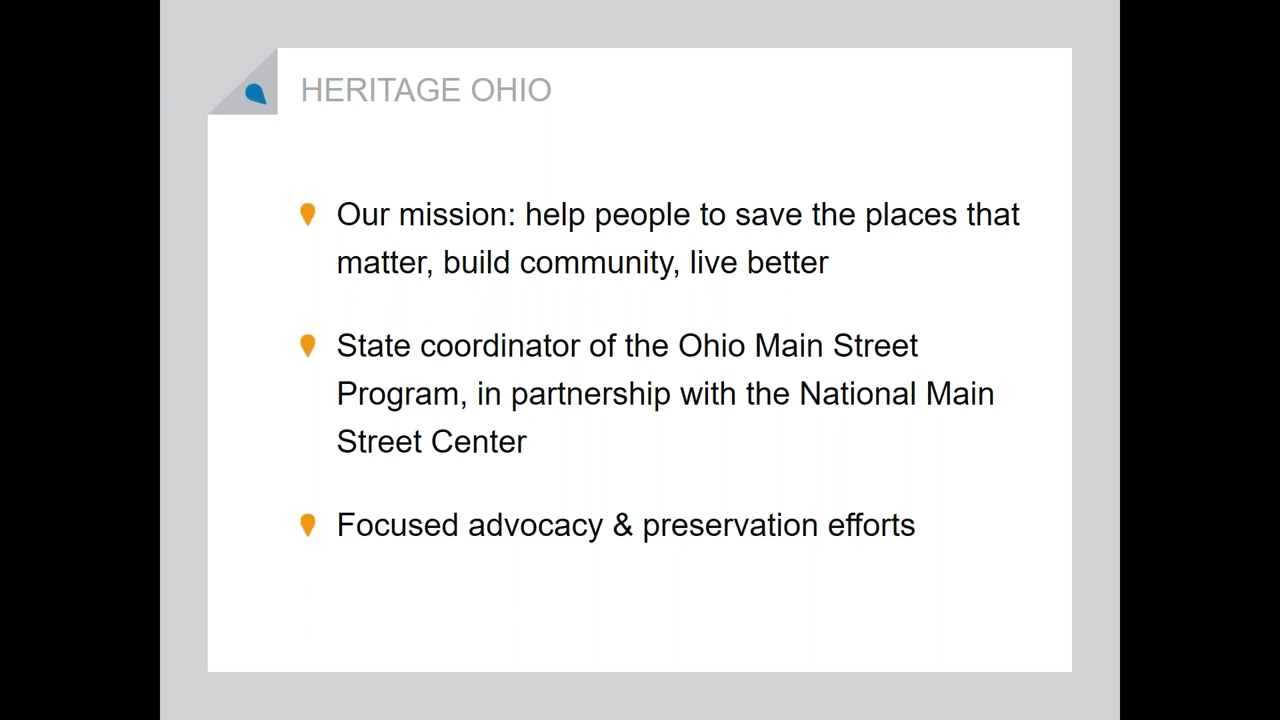 HERITAGE OHIO
Our mission: help people to save the places that
matter, build community, live better
State coordinator of the Ohio Main Street
Program, in partnership with the National Main
Street Center
Focused advocacy & preservation efforts